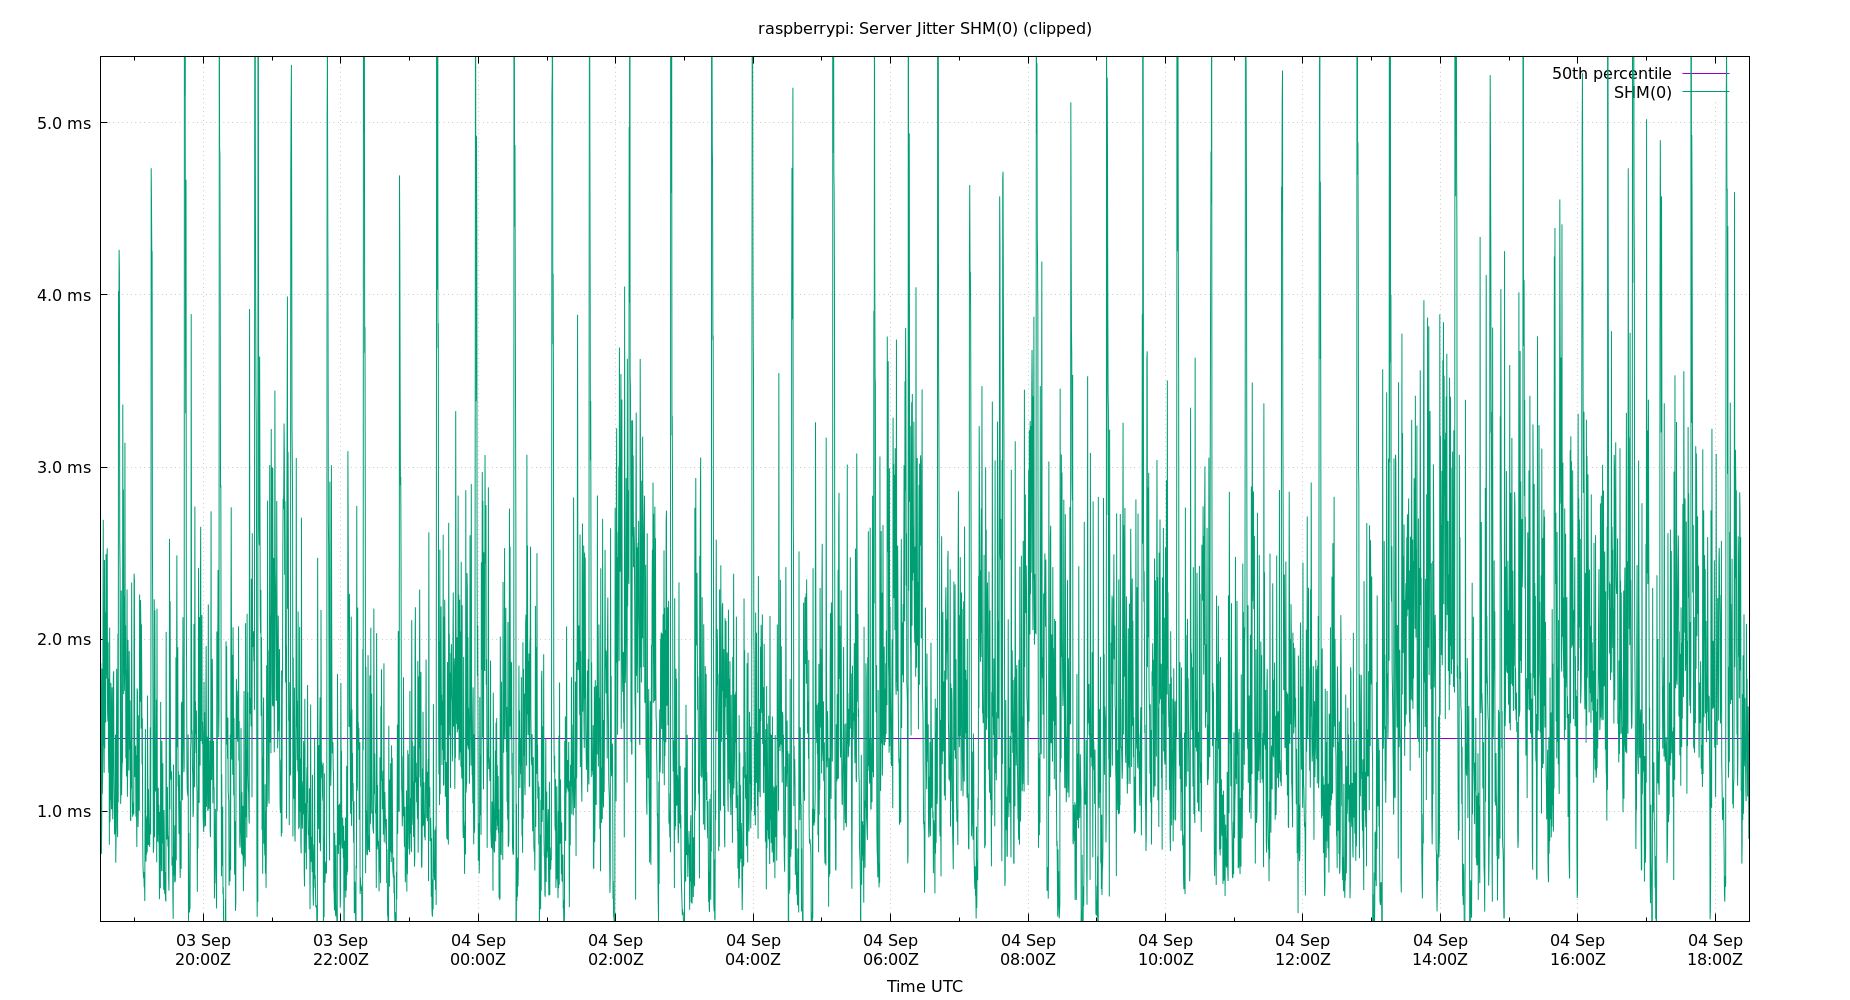 raspberrypi: Server Jitter SHM(0) (clipped)
50th percentile
SHM(0)
5.0 ms
4.0 ms
3.0 ms
2.0 ms
1.0 ms
03 Sep 03 Sep 04 Sep 04 Sep 04 Sep 04 Sep 04 Sep 04 Sep 04 Sep 04 Sep 04 Sep 04 Sep
20:00Z 22:00Z 00:00Z 02:00Z 04:00Z 06:00Z 08:00Z 10:00Z 12:00Z 14:00Z 16:00Z 18:00Z
Time UTC